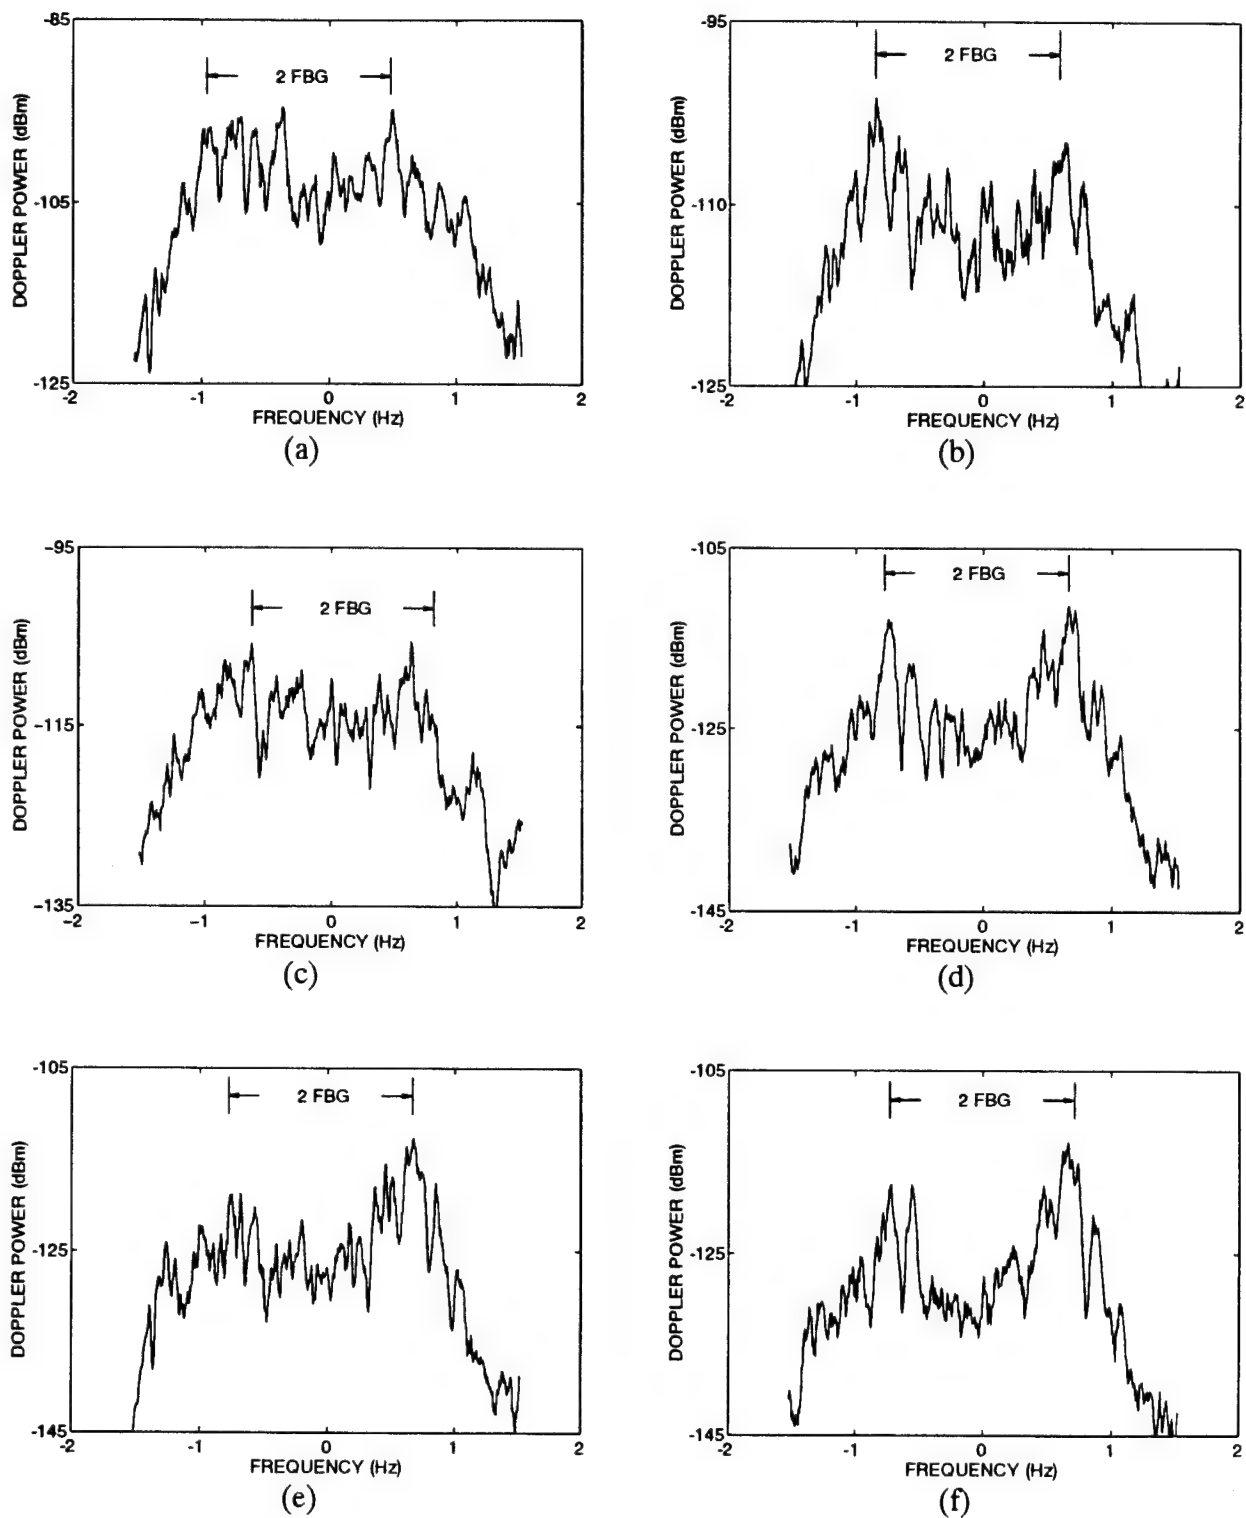 -85
2 FBG
DOPPLER POWER (dBm)
-105
-125
-2
-1
0
1
2
FREQUENCY (Hz)
(a)
-95
2 FBG
DOPPLER POWER (dBm)
-110
-125
-2
-1
0
1
2
FREQUENCY (Hz)
(b)
-95
2 FBG
DOPPLER POWER (dBm)
-115
-135
-2
-1
0
1
2
FREQUENCY (Hz)
(c)
-105
2 FBG
DOPPLER POWER (dBm)
-125
-145
-2
-1
0
1
2
FREQUENCY (Hz)
(d)
-105
2 FBG
DOPPLER POWER (dBm)
-125
-145
-2
-1
0
1
2
FREQUENCY (Hz)
(e)
-105
2 FBG
DOPPLER POWER (dBm)
-125
-145
-2
-1
0
1
2
FREQUENCY (Hz)
(f)